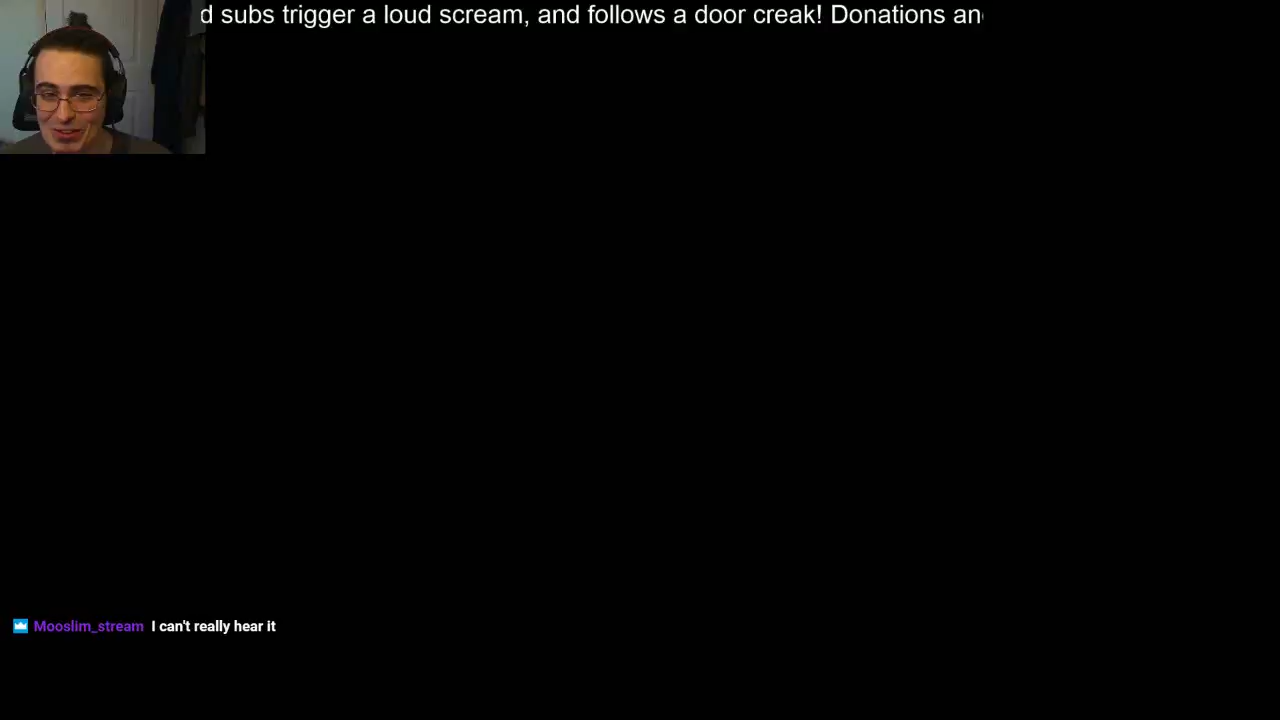 d subs trigger a loud scream, and follows a door creak! Donations an
Mooslim_stream I can't really hear it